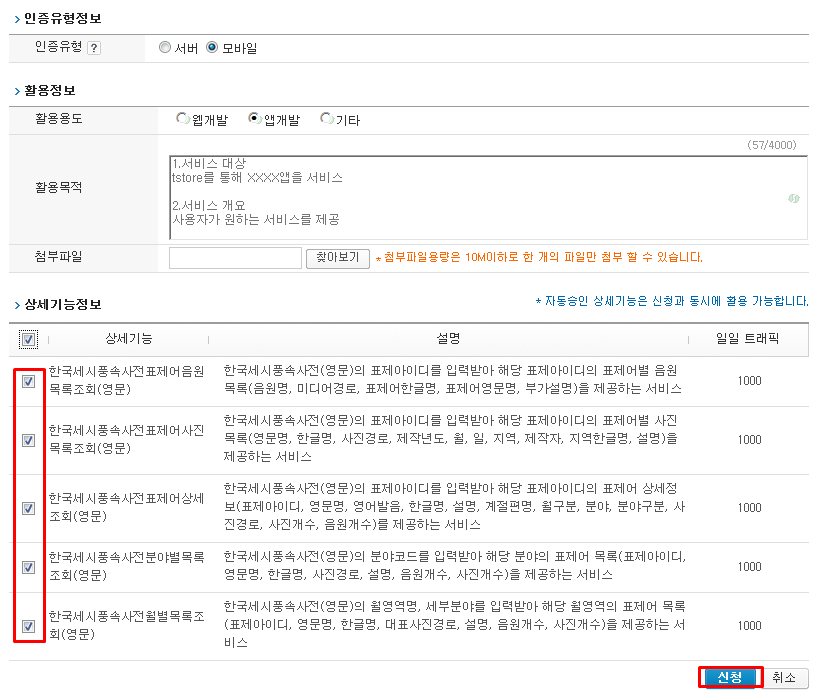 인증유형정보
인증유형 ? 서버 모바일
활용정보
활용용도 웹개발 앱개발 기타
(57/4000)
활용목적
1.서비스 대상
tstore를 통해 XXXX앱을 서비스
2.서비스 개요
사용자가 원하는 서비스를 제공
첨부파일 찾아보기 * 첨부파일용량은 10M이하로 한 개의 파일만 첨부 할 수 있습니다.
상세기능정보 * 자동승인 상세기능은 신청과 동시에 활용 가능합니다.
상세기능 설명 일일 트래픽
한국세시풍속사전표제어음원
목록조회(영문)
한국세시풍속사전(영문)의 표제아이디를 입력받아 해당 표제아이디의 표제어별 음원
목록(음원명, 미디어경로, 표제어한글명, 표제어영문명, 부가설명)을 제공하는 서비스
1000
한국세시풍속사전표제어사진
목록조회(영문)
한국세시풍속사전(영문)의 표제아이디를 입력받아 해당 표제아이디의 표제어별 사진
목록(영문명, 한글명, 사진경로, 제작년도, 월, 일, 지역, 제작자, 지역한글명, 설명)을
제공하는 서비스
1000
한국세시풍속사전표제어상세
조회(영문)
한국세시풍속사전(영문)의 표제아이디를 입력받아 해당 표제아이디의 표제어 상세정
보(표제아이디, 영문명, 영어발음, 한글명, 설명, 계절편명, 월구분, 분야, 분야구분, 사
진경로, 사진개수, 음원개수)를 제공하는 서비스
1000
한국세시풍속사전분야별목록
조회(영문)
한국세시풍속사전(영문)의 분야코드를 입력받아 해당 분야의 표제어 목록(표제아이디,
영문명, 한글명, 사진경로, 설명, 음원개수, 사진개수)을 제공하는 서비스
1000
한국세시풍속사전월별목록조
회(영문)
한국세시풍속사전(영문)의 월영역명, 세부분야를 입력받아 해당 월영역의 표제어 목록
(표제아이디, 영문명, 한글명, 대표사진경로, 설명, 음원개수, 사진개수)을 제공하는 서
비스
1000
신청 취소